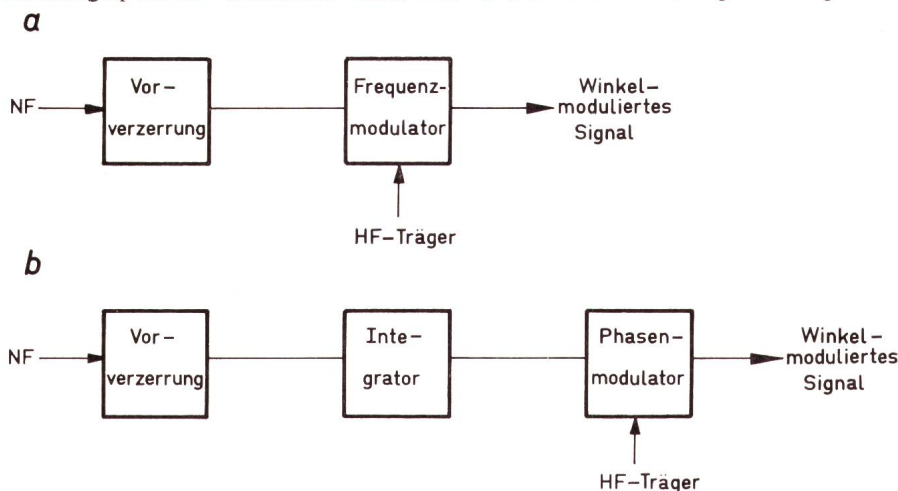 a
NF
Vor-
verzerrung
Frequenz-
modulator
Winkel-
moduliertes
Signal
HF-Träger
b
NF
Vor-
verzerrung
Inte-
grator
Phasen-
modulator
Winkel-
moduliertes
Signal
HF-Träger